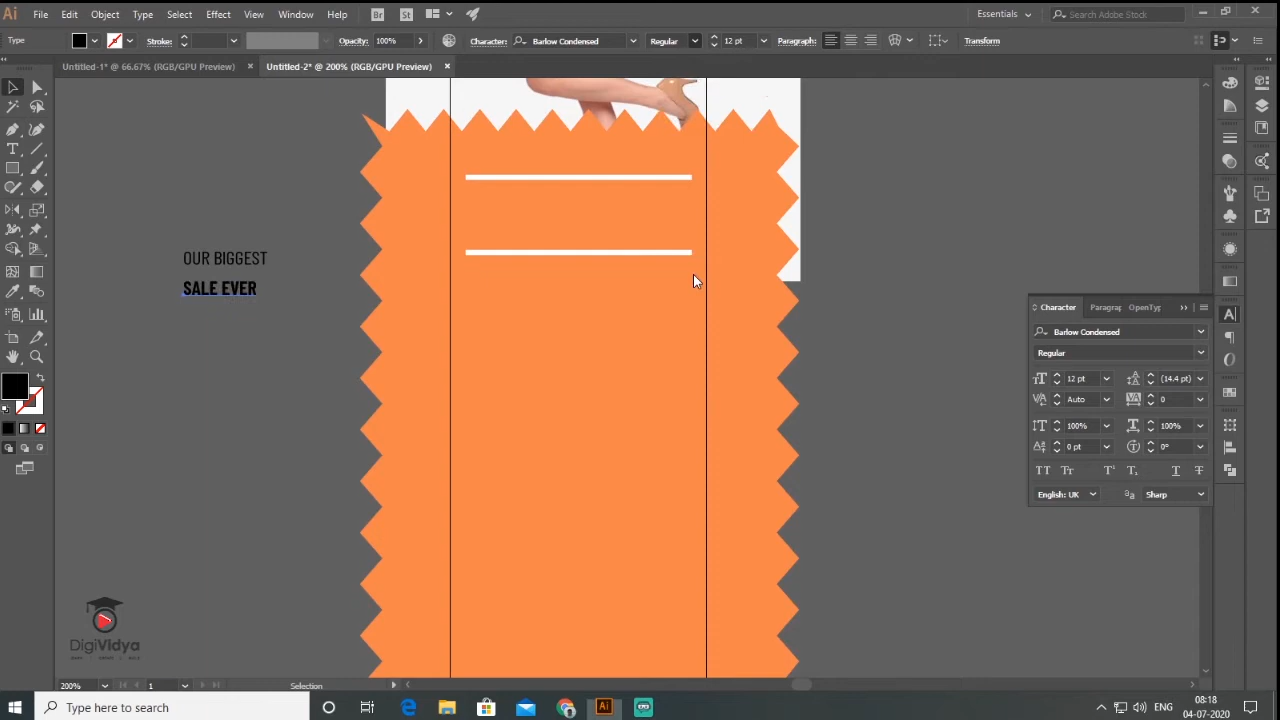 Ai File Edit Object Type Select Effect View Window Help Br St Essentials Search Adobe Stock
Type Stroke: Opacity: 100% Character: Barlow Condensed Regular 12 pt Paragraph: Transform
Untitled-1* @ 66.67% (RGB/GPU Preview) × Untitled-2* @ 200% (RGB/GPU Preview) ×
OUR BIGGEST
SALE EVER
Character Paragra OpenTyp
Barlow Condensed
Regular
12 pt (14.4 pt)
Auto 0
100% 100%
0 pt 0°
English: UK Sharp
DigiVidya
200% 1 Selection
Type here to search
Ai
ENG
08:18
04-07-2020